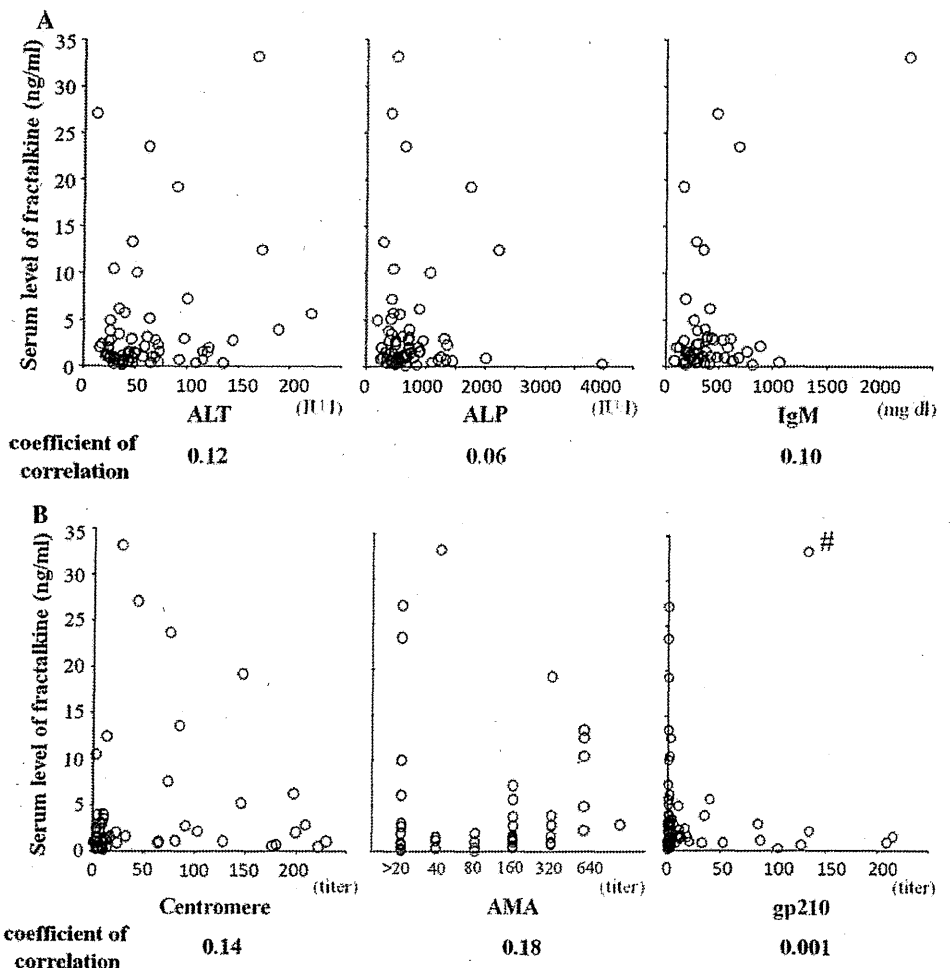 A
Serum level of fractalkine (ng/ml)
35
30
25
20
15
10
5
0
0 50 100 150 200
ALT
0 1000 2000 3000 4000
ALP
0 500 1000 1500 2000
(mg/dl)
IgM
coefficient of
correlation
0.12 0.06 0.10
B
Serum level of fractalkine (ng/ml)
35
30
25
20
15
10
5
0
#
0 50 100 150 200
(titer)
Centromere
>20 40 80 160 320 640
(titer)
AMA
0 50 100 150 200
(titer)
gp210
coefficient of
correlation
0.14 0.18 0.001